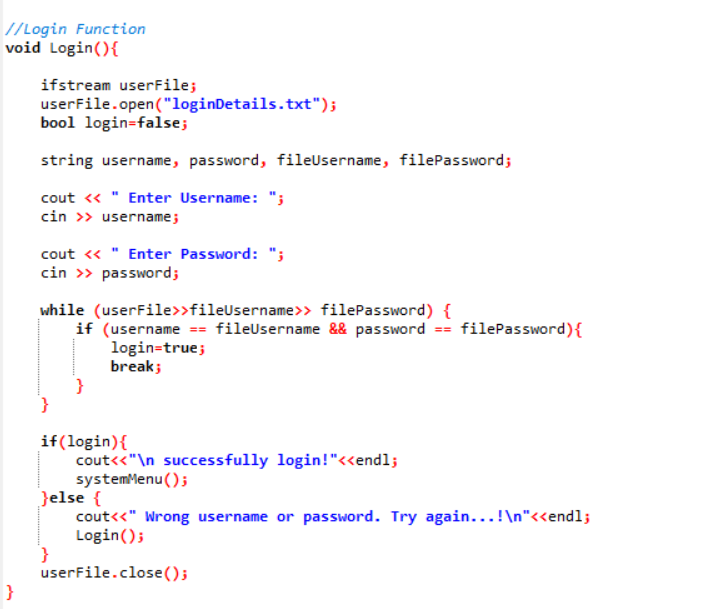 //Login Function
void Login(){
ifstream userFile;
userFile.open("loginDetails.txt");
bool login=false;
string username, password, fileUsername, filePassword;
cout << " Enter Username: ";
cin >> username;
cout << " Enter Password: ";
cin >> password;
while (userFile>>fileUsername>> filePassword) {
if (username == fileUsername && password == filePassword){
login=true;
break;
}
}
if(login){
cout<<"\n successfully login!"<<endl;
systemMenu();
}else {
cout<<" Wrong username or password. Try again...!\n"<<endl;
Login();
}
userFile.close();
}